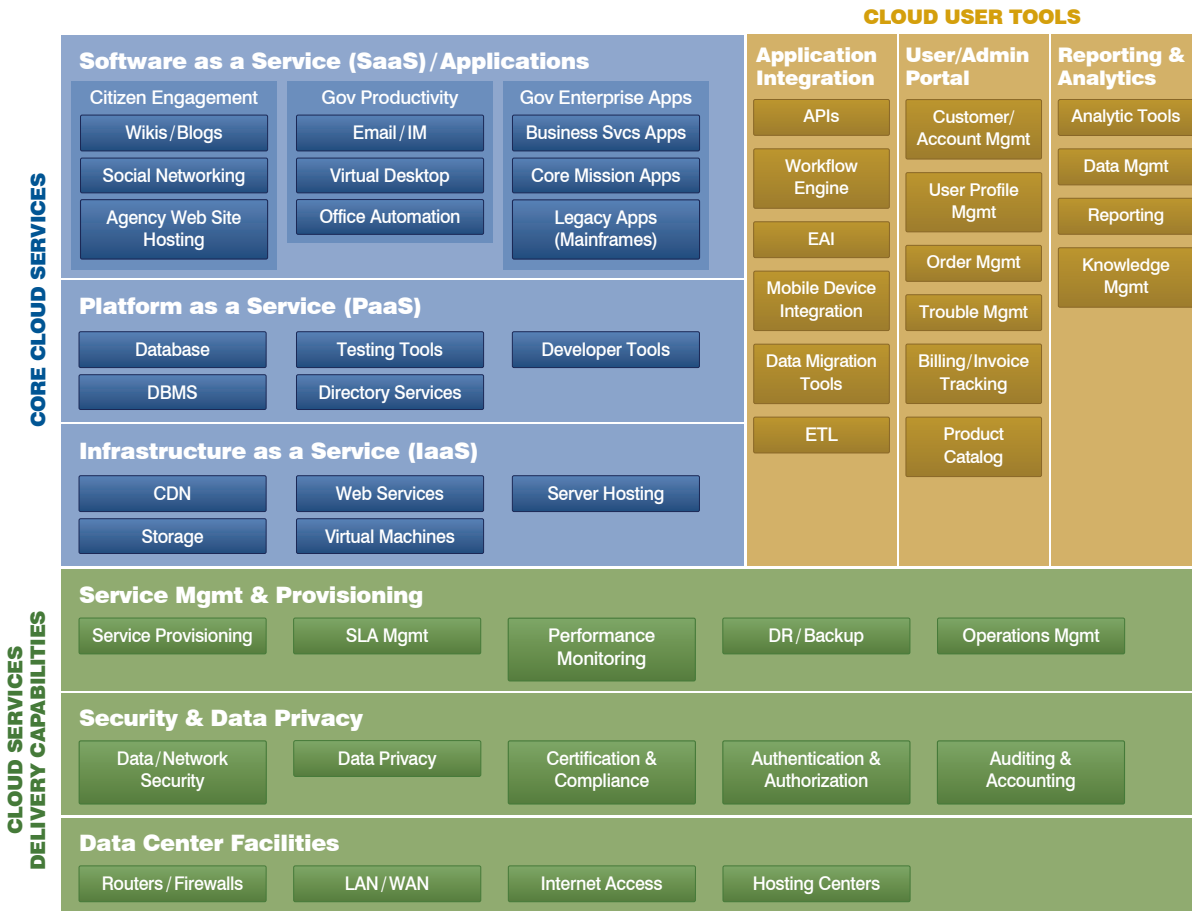 CLOUD USER TOOLS
CORE CLOUD SERVICES
Software as a Service (SaaS)/Applications
Citizen Engagement
Wikis/Blogs
Social Networking
Agency Web Site
Hosting
Gov Productivity
Email/IM
Virtual Desktop
Office Automation
Gov Enterprise Apps
Business Svcs Apps
Core Mission Apps
Legacy Apps
(Mainframes)
Platform as a Service (PaaS)
Database
Testing Tools
Developer Tools
DBMS
Directory Services
Infrastructure as a Service (IaaS)
CDN
Web Services
Server Hosting
Storage
Virtual Machines
Application
Integration
APIs
Workflow
Engine
EAI
Mobile Device
Integration
Data Migration
Tools
ETL
User/Admin
Portal
Customer/
Account Mgmt
User Profile
Mgmt
Order Mgmt
Trouble Mgmt
Billing/Invoice
Tracking
Product
Catalog
Reporting &
Analytics
Analytic Tools
Data Mgmt
Reporting
Knowledge
Mgmt
CLOUD SERVICES
DELIVERY CAPABILITIES
Service Mgmt & Provisioning
Service Provisioning
SLA Mgmt
Performance
Monitoring
DR/Backup
Operations Mgmt
Security & Data Privacy
Data/Network
Security
Data Privacy
Certification &
Compliance
Authentication &
Authorization
Auditing &
Accounting
Data Center Facilities
Routers/Firewalls
LAN/WAN
Internet Access
Hosting Centers